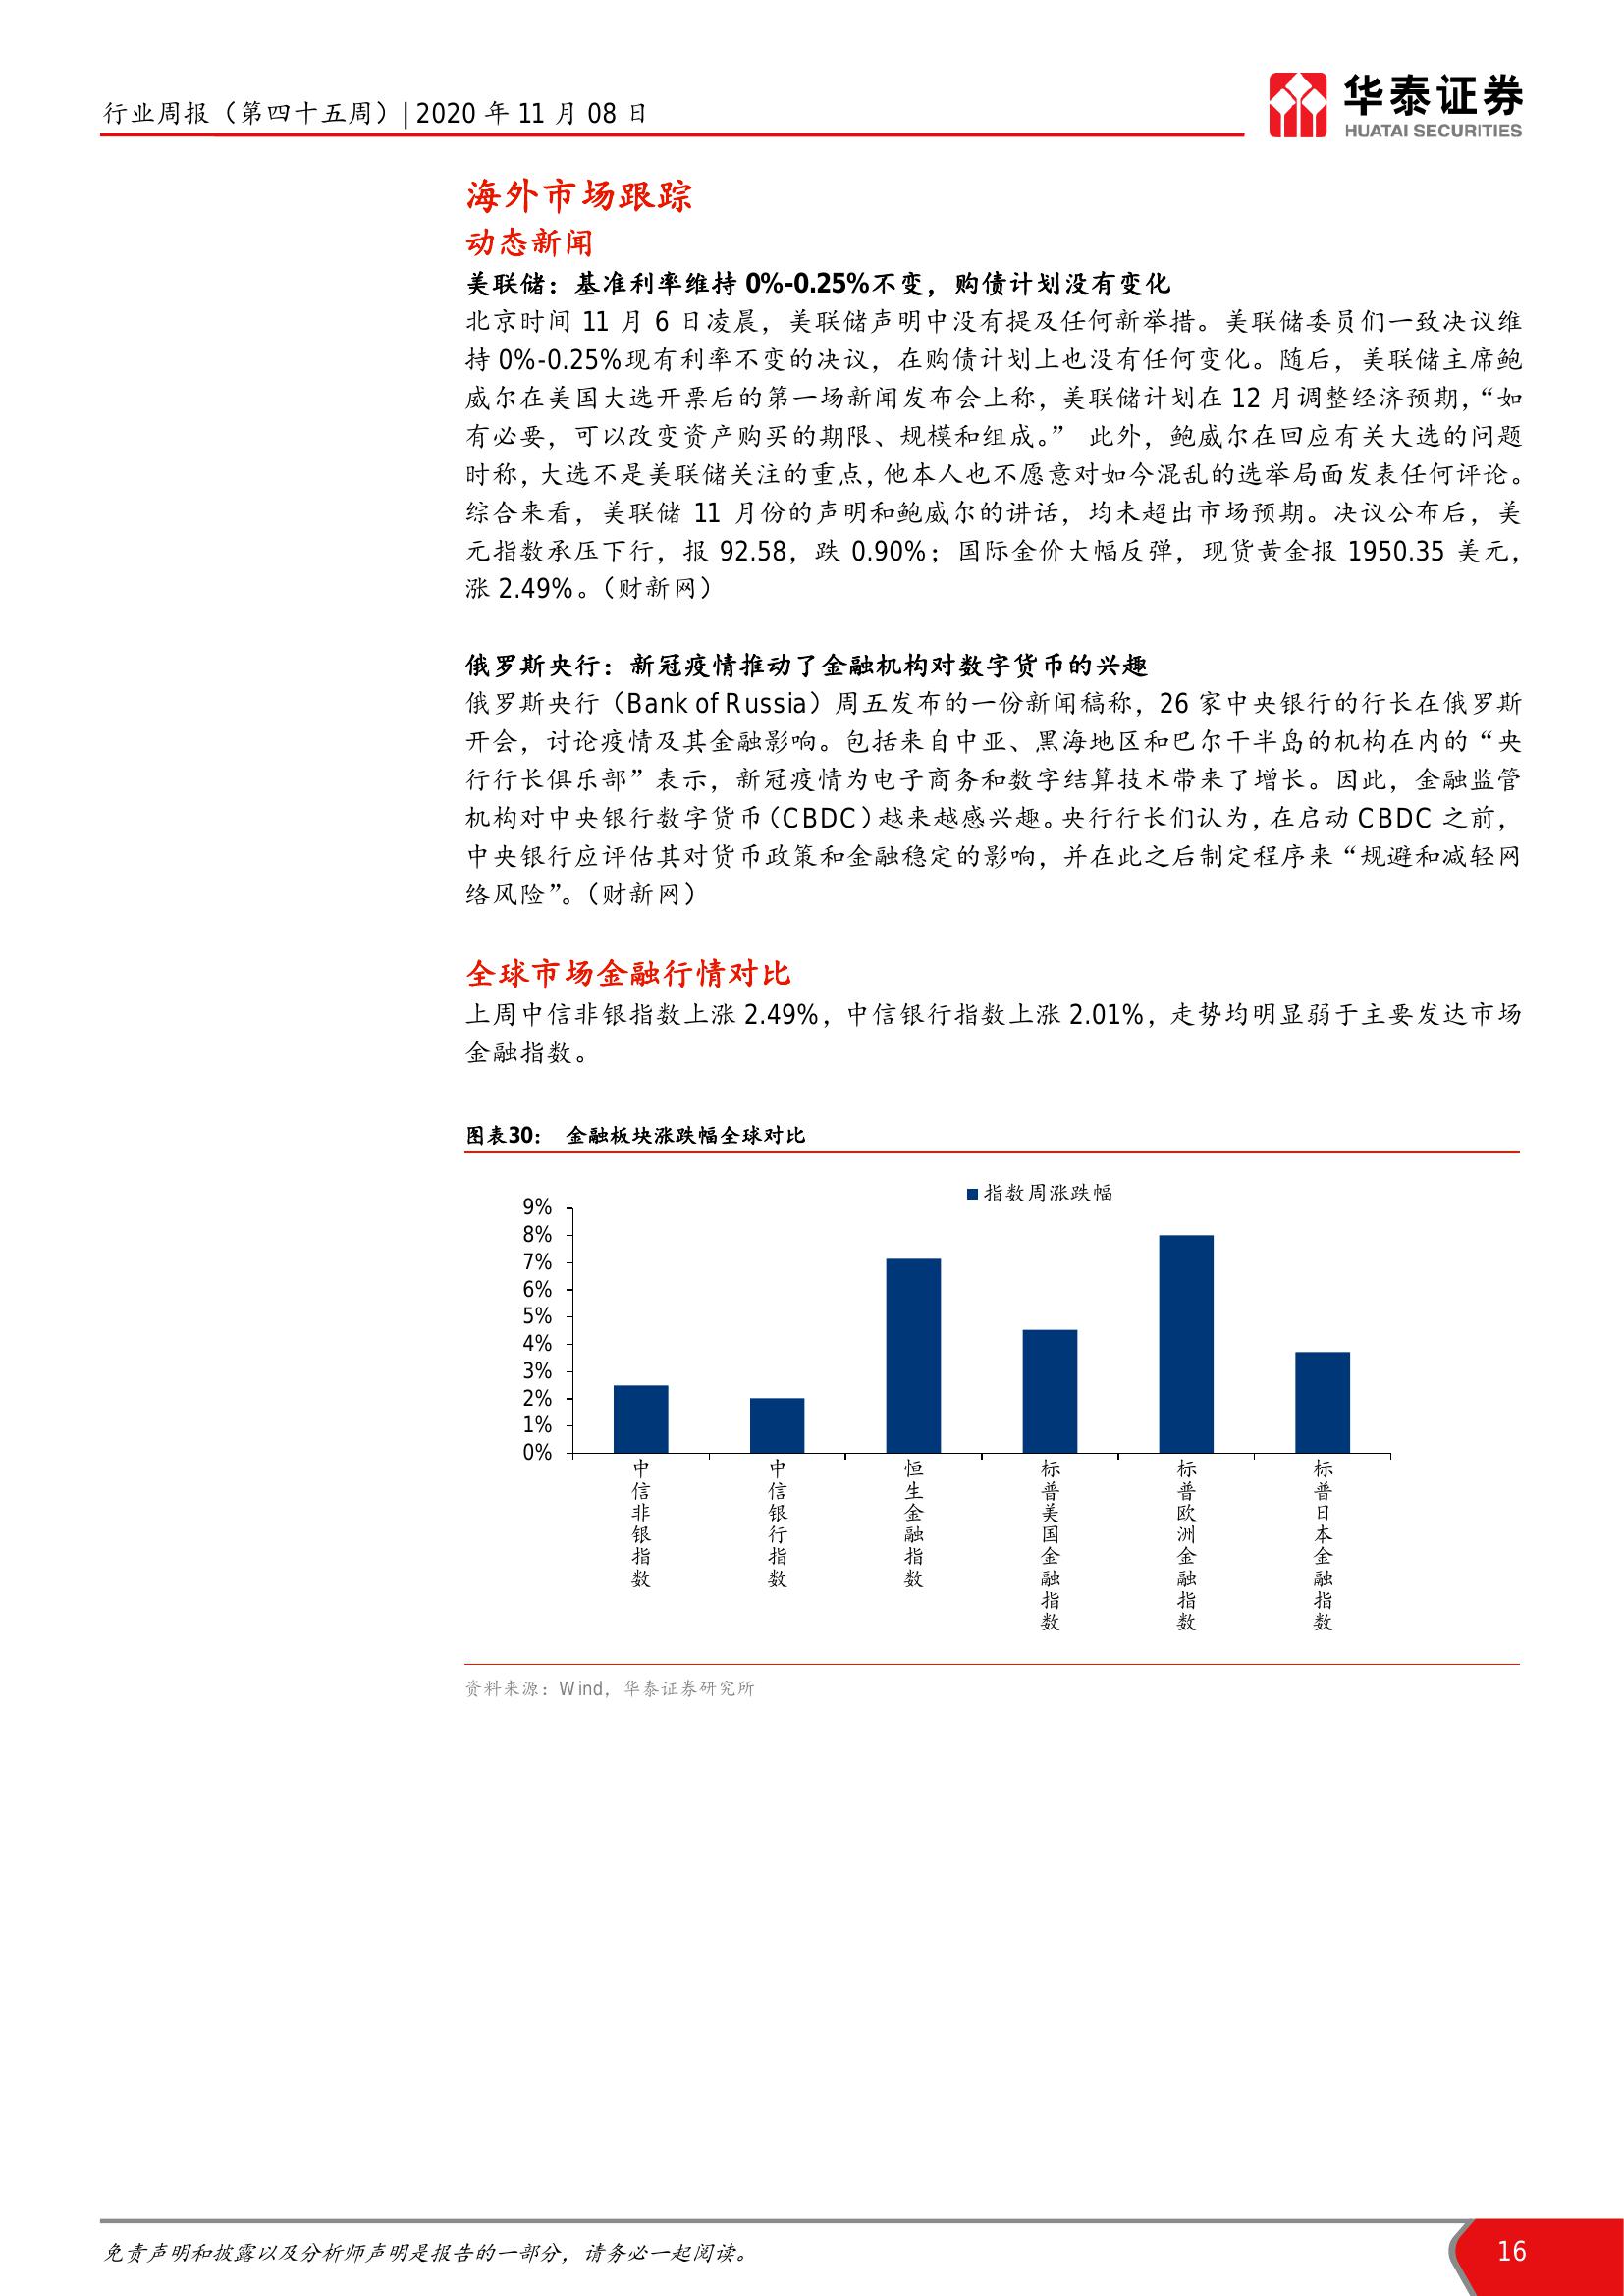 行业周报（第四十五周）| 2020 年 11 月 08 日
华泰证券
HUATAI SECURITIES
海外市场跟踪
动态新闻
美联储：基准利率维持 0%-0.25%不变，购债计划没有变化
北京时间 11 月 6 日凌晨，美联储声明中没有提及任何新举措。美联储委员们一致决议维
持 0%-0.25%现有利率不变的决议，在购债计划上也没有任何变化。随后，美联储主席鲍
威尔在美国大选开票后的第一场新闻发布会上称，美联储计划在 12 月调整经济预期，“如
有必要，可以改变资产购买的期限、规模和组成。” 此外，鲍威尔在回应有关大选的问题
时称，大选不是美联储关注的重点，他本人也不愿意对如今混乱的选举局面发表任何评论。
综合来看，美联储 11 月份的声明和鲍威尔的讲话，均未超出市场预期。决议公布后，美
元指数承压下行，报 92.58，跌 0.90%；国际金价大幅反弹，现货黄金报 1950.35 美元，
涨 2.49%。（财新网）
俄罗斯央行：新冠疫情推动了金融机构对数字货币的兴趣
俄罗斯央行（Bank of Russia）周五发布的一份新闻稿称，26 家中央银行的行长在俄罗斯
开会，讨论疫情及其金融影响。包括来自中亚、黑海地区和巴尔干半岛的机构在内的“央
行行长俱乐部”表示，新冠疫情为电子商务和数字结算技术带来了增长。因此，金融监管
机构对中央银行数字货币（CBDC）越来越感兴趣。央行行长们认为，在启动 CBDC 之前，
中央银行应评估其对货币政策和金融稳定的影响，并在此之后制定程序来“规避和减轻网
络风险”。（财新网）
全球市场金融行情对比
上周中信非银指数上涨 2.49%，中信银行指数上涨 2.01%，走势均明显弱于主要发达市场
金融指数。
图表30： 金融板块涨跌幅全球对比
指数周涨跌幅
9%
8%
7%
6%
5%
4%
3%
2%
1%
0%
中信非银指数
中信银行指数
恒生金融指数
标普美国金融指数
标普欧洲金融指数
标普日本金融指数
资料来源：Wind，华泰证券研究所
免责声明和披露以及分析师声明是报告的一部分，请务必一起阅读。
16